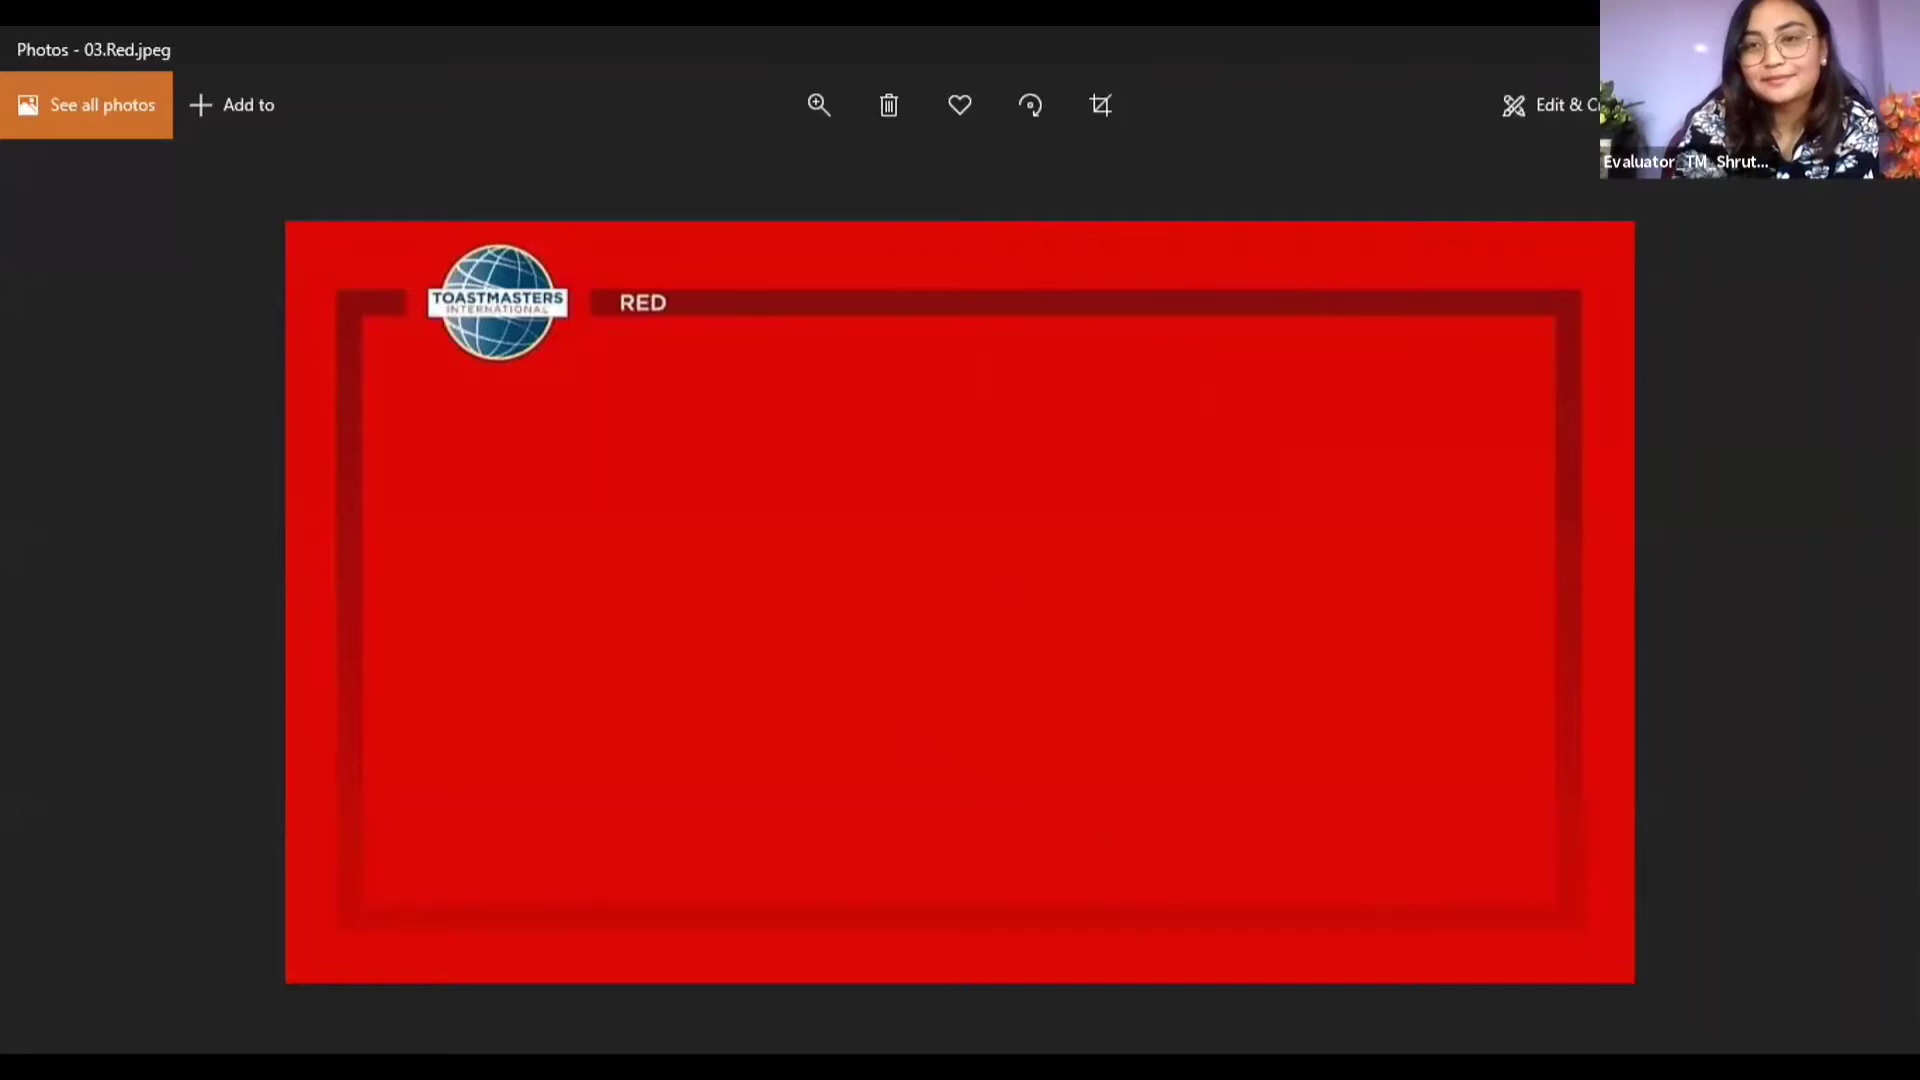 Photos - 03.Red.jpeg
See all photos
Add to
Edit & C
Evaluator_TM_Shrut...
TOASTMASTERS
INTERNATIONAL
RED